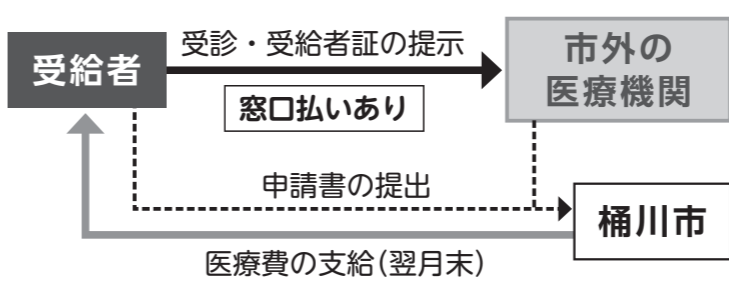 受診・受給者証の提示
受給者
市外の
医療機関
窓口払いあり
申請書の提出
桶川市
医療費の支給(翌月末)